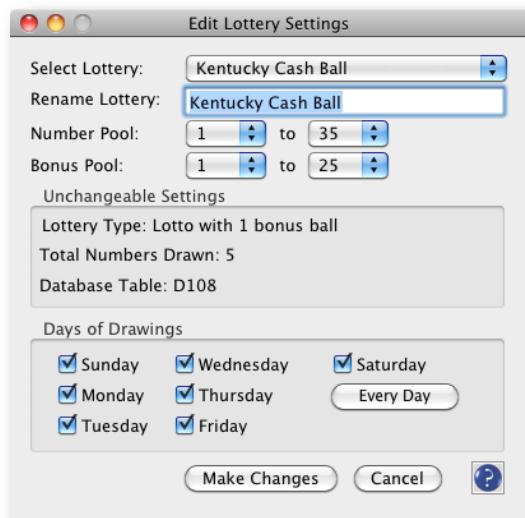 Edit Lottery Settings
Select Lottery: Kentucky Cash Ball
Rename Lottery: Kentucky Cash Ball
Number Pool: 1 to 35
Bonus Pool: 1 to 25
Unchangeable Settings
Lottery Type: Lotto with 1 bonus ball
Total Numbers Drawn: 5
Database Table: D108
Days of Drawings
Sunday Wednesday Saturday
Monday Thursday Every Day
Tuesday Friday
Make Changes Cancel ?